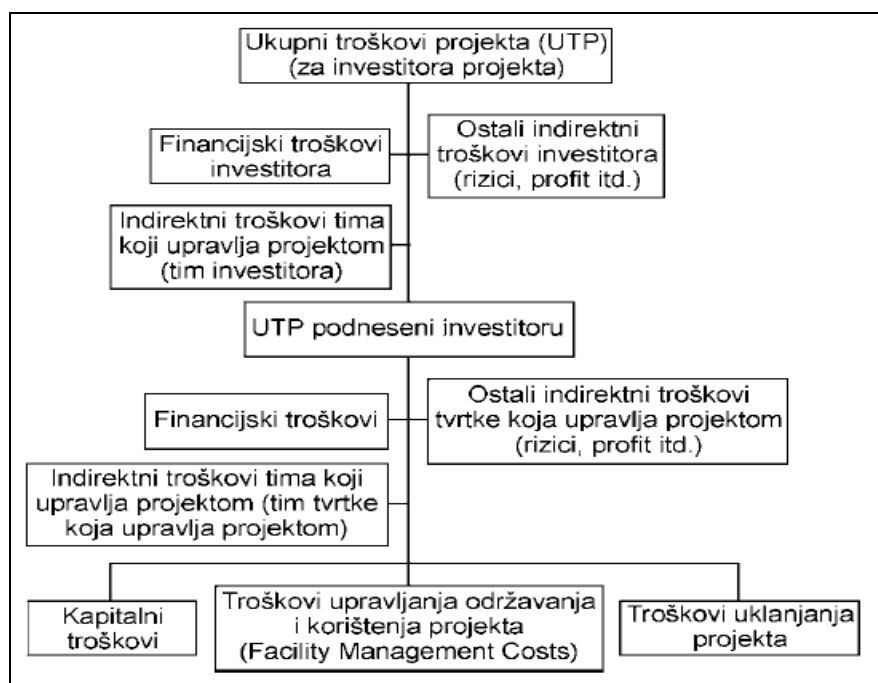 Ukupni troškovi projekta (UTP)
(za investitora projekta)
Financijski troškovi
investitora
Ostali indirektni
troškovi investitora
(rizici, profit itd.)
Indirektni troškovi tima
koji upravlja projektom
(tim investitora)
UTP podneseni investitoru
Financijski troškovi
Ostali indirektni troškovi
tvrtke koja upravlja projektom
(rizici, profit itd.)
Indirektni troškovi tima koji
upravlja projektom (tim tvrtke
koja upravlja projektom)
Kapitalni
troškovi
Troškovi upravljanja održavanja
i korištenja projekta
(Facility Management Costs)
Troškovi uklanjanja
projekta